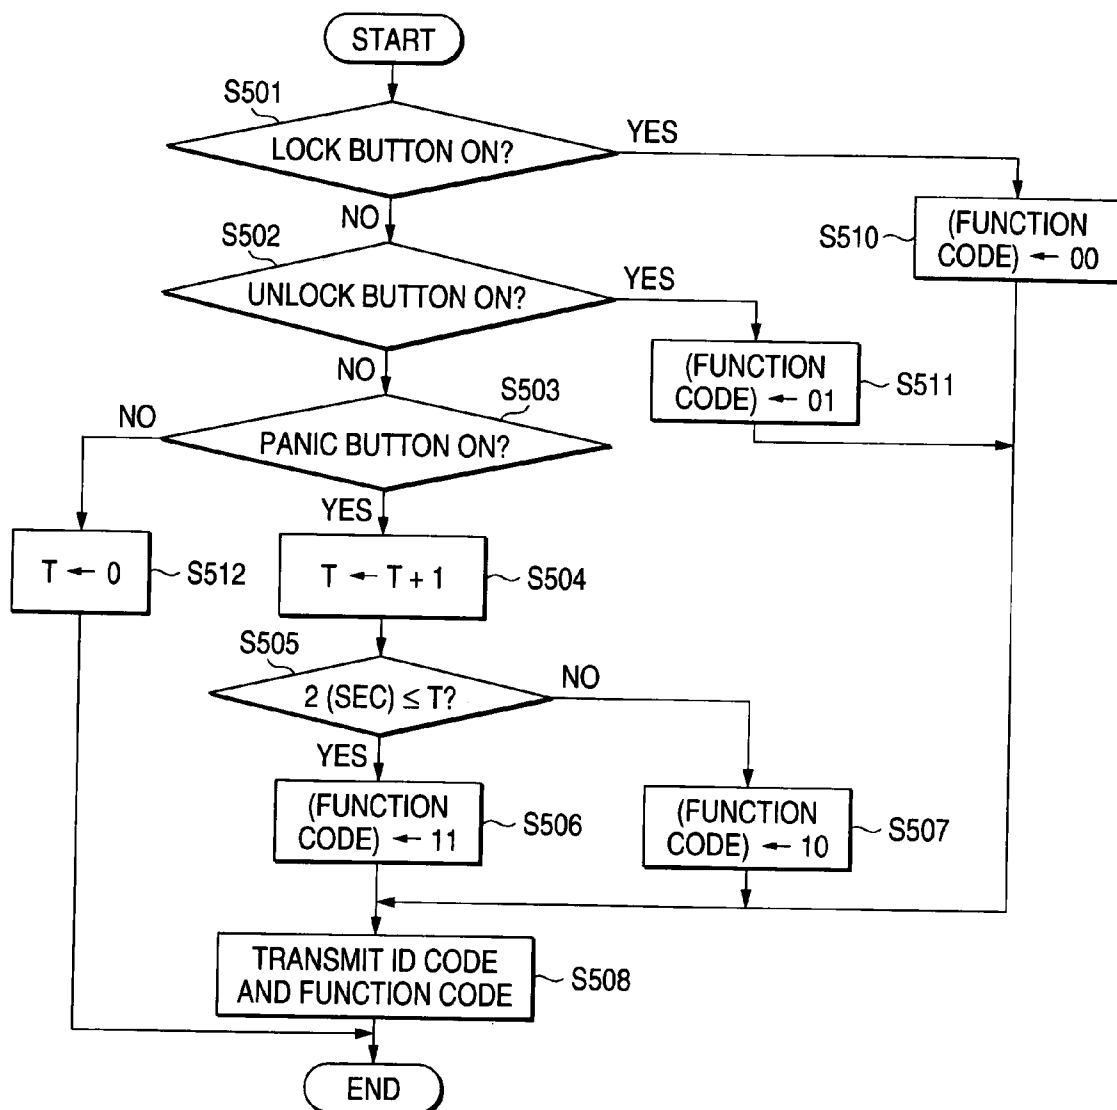 START
S501
LOCK BUTTON ON?
YES
NO
S510
(FUNCTION
CODE) ← 00
S502
UNLOCK BUTTON ON?
YES
NO
(FUNCTION
CODE) ← 01
S511
S503
PANIC BUTTON ON?
NO
YES
T ← 0
S512
T ← T + 1
S504
S505
2 (SEC) ≤ T?
NO
YES
(FUNCTION
CODE) ← 11
S506
(FUNCTION
CODE) ← 10
S507
TRANSMIT ID CODE
AND FUNCTION CODE
S508
END